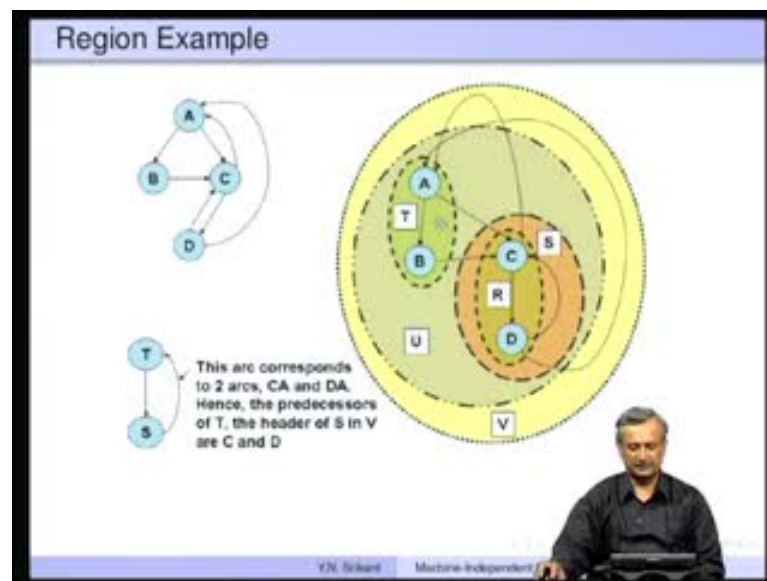 Region Example
A
B
C
D
T
S
This arc corresponds
to 2 arcs, CA and DA.
Hence, the predecessors
of T, the header of S in V
are C and D
A
T
B
C
S
R
D
U
V
Y.N. Srikant
Machine-Independent